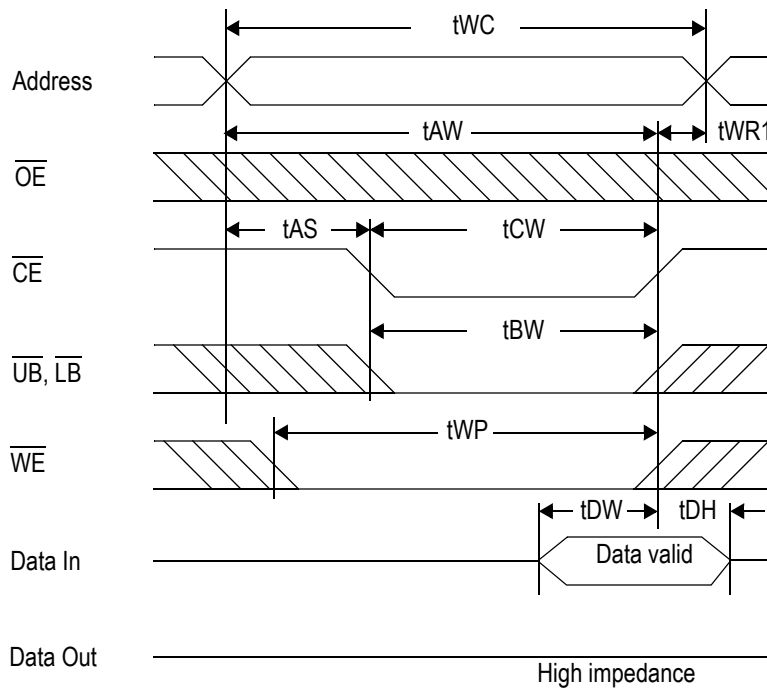 tWC
Address
tAW
tWR1
OE
tAS
tCW
CE
tBW
UB, LB
tWP
WE
tDW
tDH
Data In
Data valid
Data Out
High impedance